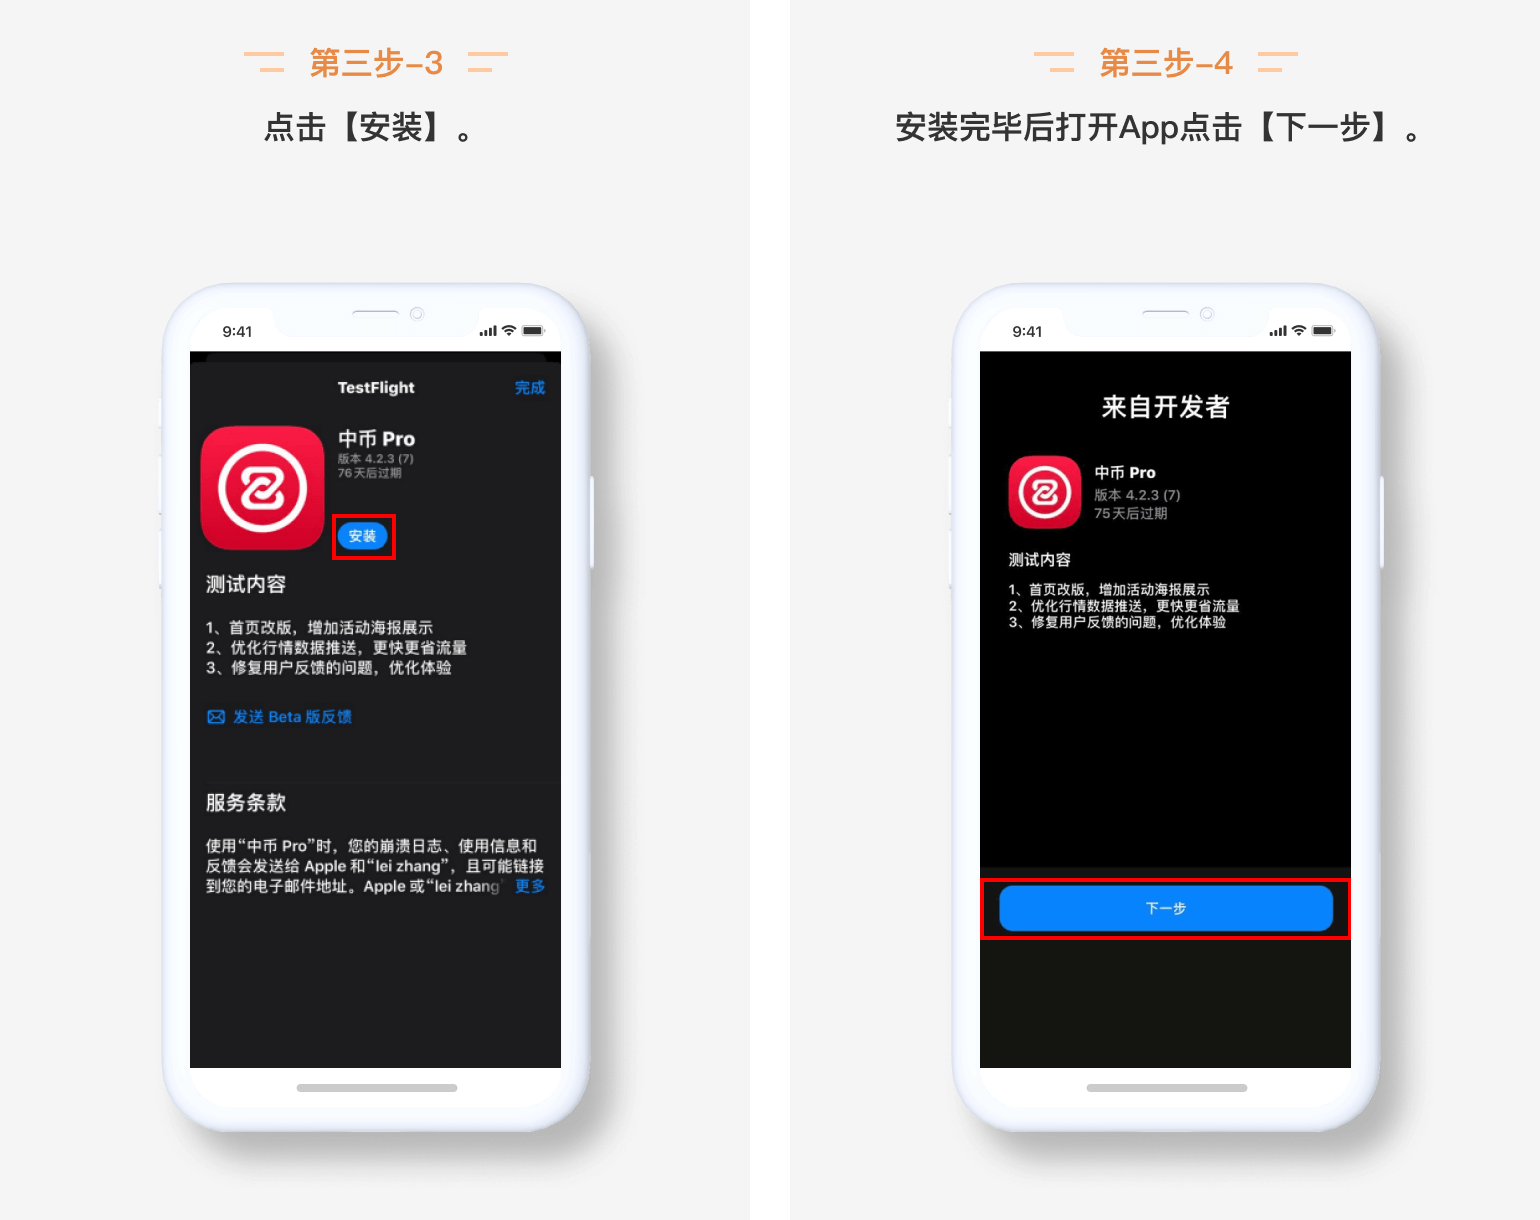 第三步-3
点击【安装】。
9:41
TestFlight
完成
中币 Pro
版本 4.2.3 (7)
76 天后过期
安装
测试内容
1、首页改版，增加活动海报展示
2、优化行情数据推送，更快更省流量
3、修复用户反馈的问题，优化体验
发送 Beta 版反馈
服务条款
使用“中币 Pro”时，您的崩溃日志、使用信息和
反馈会发送给 Apple 和“lei zhang”，且可能链接
到您的电子邮件地址。Apple 或“lei zhang”
更多
第三步-4
安装完毕后打开App点击【下一步】。
9:41
来自开发者
中币 Pro
版本 4.2.3 (7)
75 天后过期
测试内容
1、首页改版，增加活动海报展示
2、优化行情数据推送，更快更省流量
3、修复用户反馈的问题，优化体验
下一步